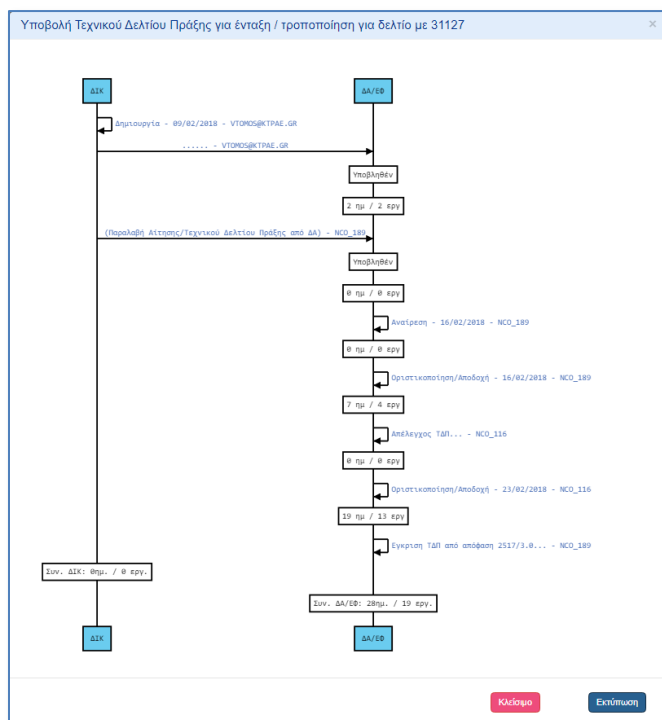 Υποβολή Τεχνικού Δελτίου Πράξης για ένταξη / τροποποίηση για δελτίο με 31127
×
ΔΙΚ ΔΑ/ΕΦ
Δημιουργία - 09/02/2018 - VTOMOS@KTPAE.GR
...... - VTOMOS@KTPAE.GR
Υποβληθέν
2 ημ / 2 εργ
(Παραλαβή Αίτησης/Τεχνικού Δελτίου Πράξης από ΔΑ) - NCO_189
Υποβληθέν
0 ημ / 0 εργ
Αναίρεση - 16/02/2018 - NCO_189
0 ημ / 0 εργ
Οριστικοποίηση/Αποδοχή - 16/02/2018 - NCO_189
7 ημ / 4 εργ
Απέλεγχος ΤΔΠ... - NCO_116
0 ημ / 0 εργ
Οριστικοποίηση/Αποδοχή - 23/02/2018 - NCO_116
19 ημ / 13 εργ
Εγκριση ΤΔΠ από απόφαση 2517/3.0... - NCO_189
Συν. ΔΙΚ: 0ημ. / 0 εργ.
Συν. ΔΑ/ΕΦ: 28ημ. / 19 εργ.
ΔΙΚ ΔΑ/ΕΦ
Κλείσιμο Εκτύπωση